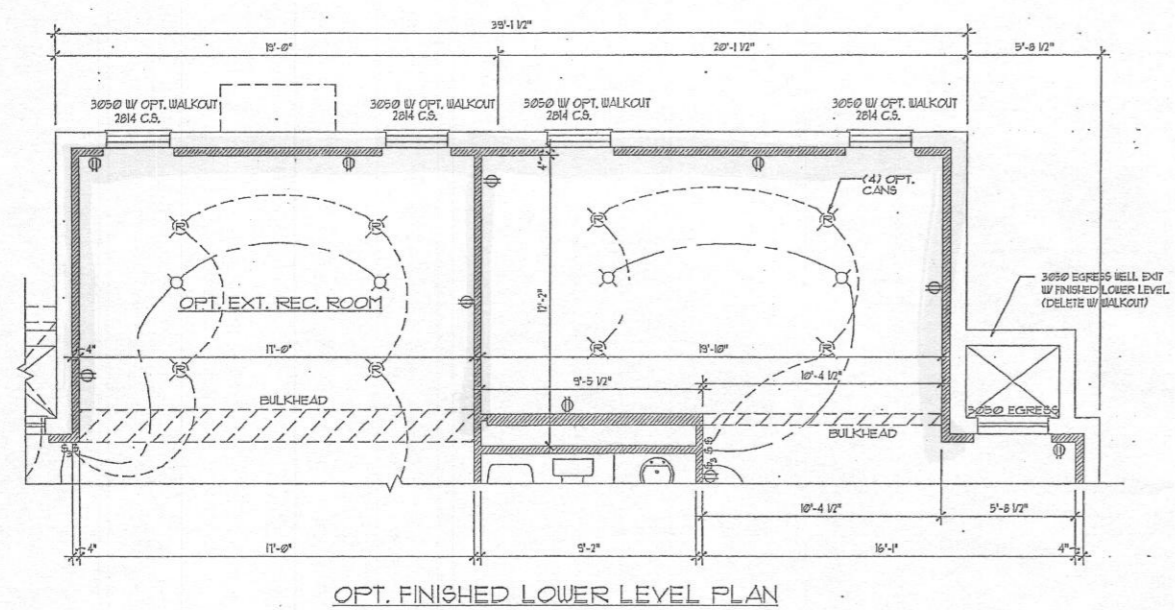 39'-1 1/2"
19'-0"
20'-1 1/2"
5'-8 1/2"
3050 W/ OPT. WALKOUT
2814 C.S.
3050 W/ OPT. WALKOUT
2814 C.S.
3050 W/ OPT. WALKOUT
2814 C.S.
3050 W/ OPT. WALKOUT
2814 C.S.
4"
(4) OPT.
CANS
R
R
R
R
3050 EGRESS WELL EXIT
W/ FINISHED LOWER LEVEL
(DELETE W/ WALKOUT)
OPT. EXT. REC. ROOM
12'-2"
4"
17'-0"
R
R
R
R
19'-10"
9'-5 1/2"
10'-4 1/2"
BULKHEAD
3050 EGRESS
BULKHEAD
10'-4 1/2"
5'-8 1/2"
4"
17'-0"
9'-2"
16'-1"
4"
OPT. FINISHED LOWER LEVEL PLAN